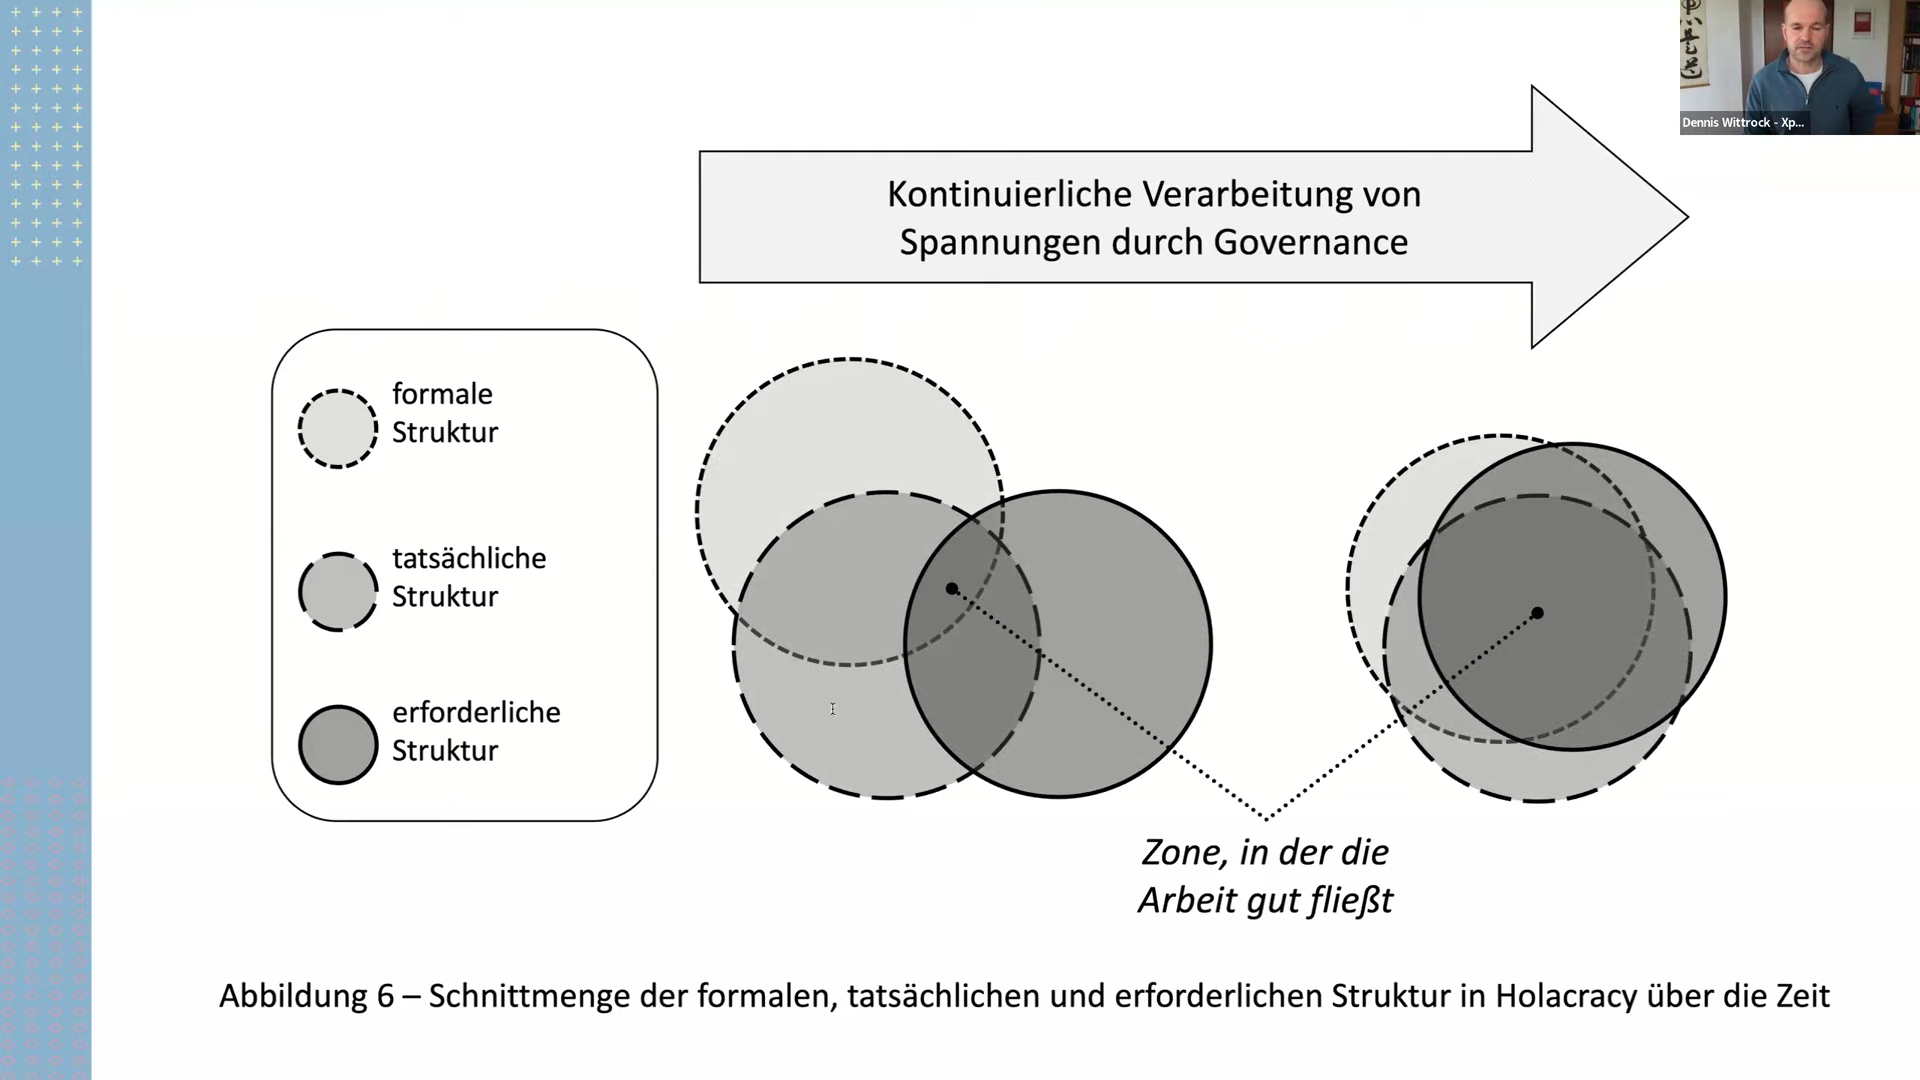 Dennis Wittrock - Xp...
Kontinuierliche Verarbeitung von
Spannungen durch Governance
formale
Struktur
tatsächliche
Struktur
erforderliche
Struktur
Zone, in der die
Arbeit gut fließt
Abbildung 6 – Schnittmenge der formalen, tatsächlichen und erforderlichen Struktur in Holacracy über die Zeit